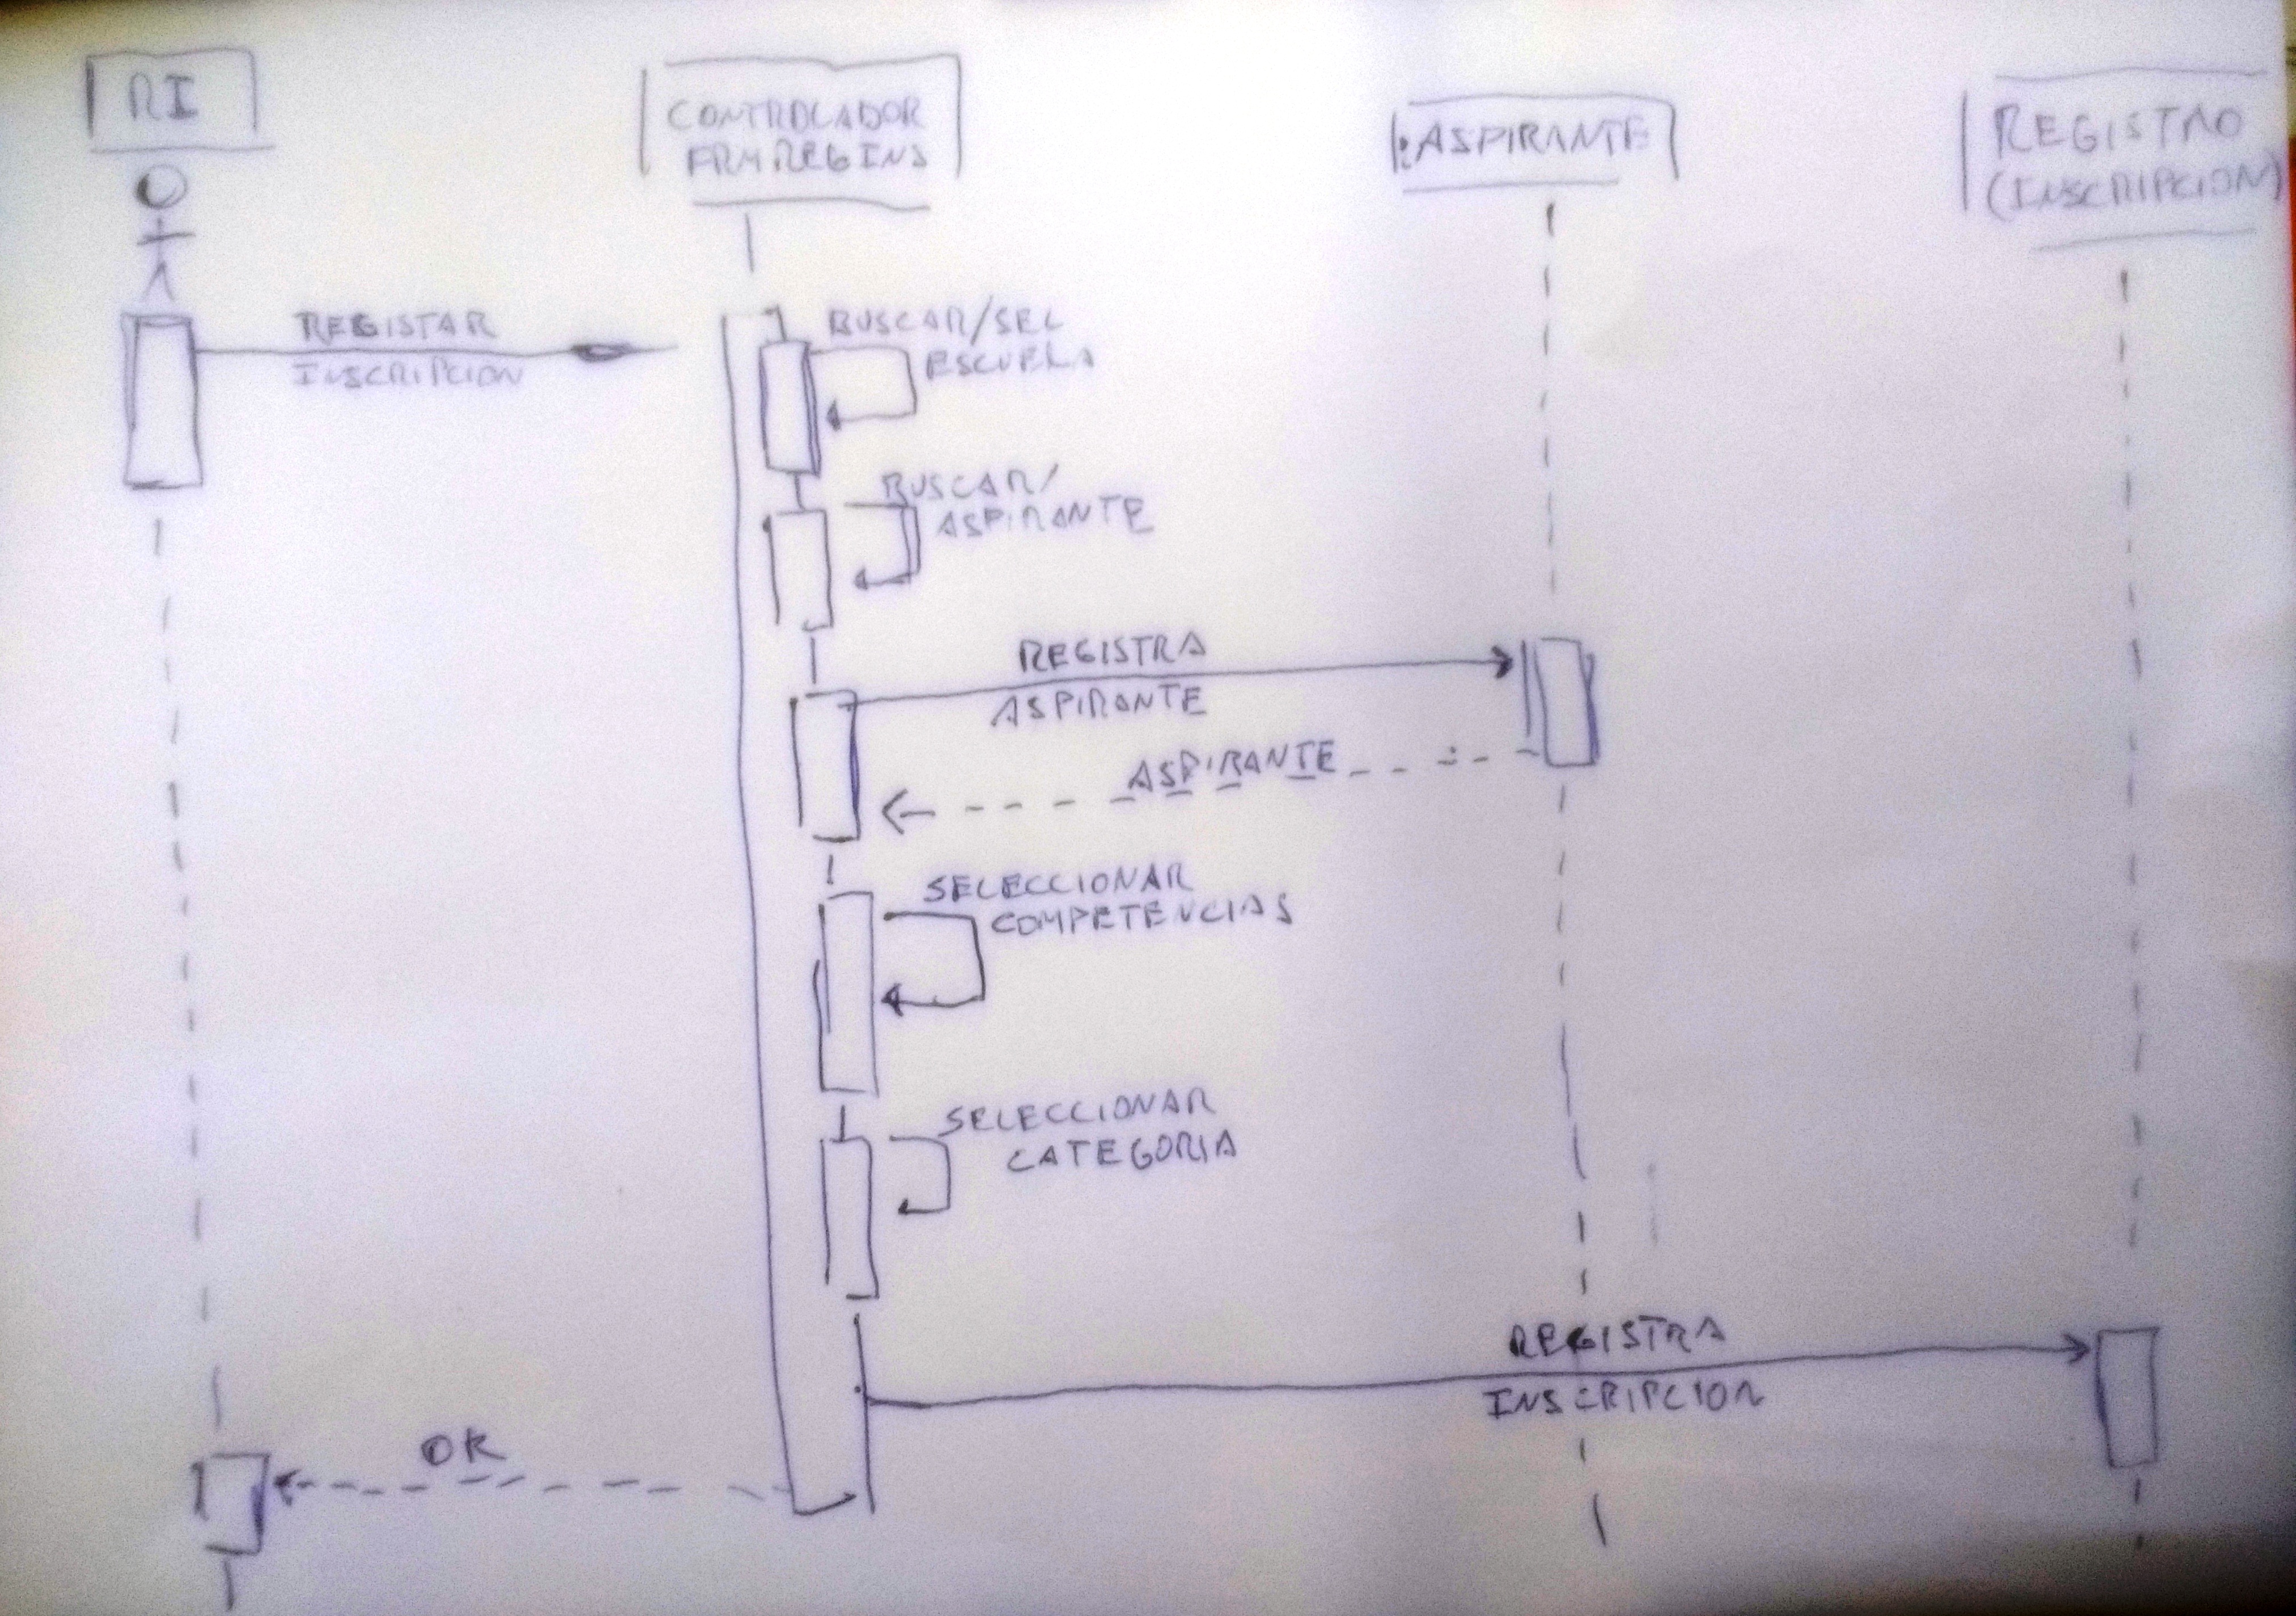 RI
CONTROLADOR
FRMREGINS
:ASPIRANTE
REGISTRO
(INSCRIPCION)
REGISTAR
INSCRIPCION
BUSCAR/SEL
ESCUELA
BUSCAR/
ASPIRANTE
REGISTRA
ASPIRANTE
ASPIRANTE
SELECCIONAR
COMPETENCIAS
SELECCIONAR
CATEGORIA
REGISTRA
INSCRIPCION
OK